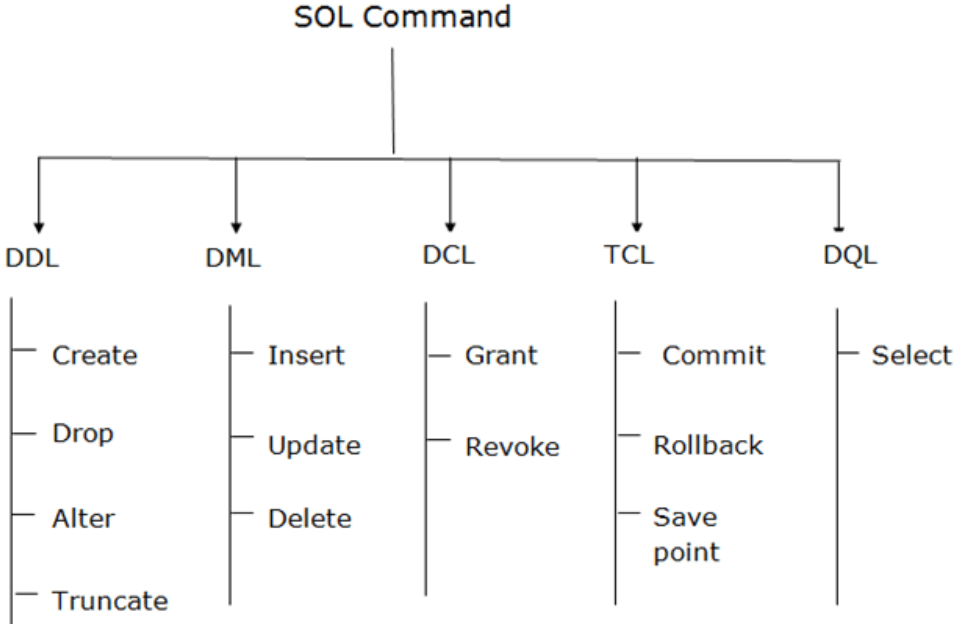 SOL Command
DDL
DML
DCL
TCL
DQL
Create
Drop
Alter
Truncate
Insert
Update
Delete
Grant
Revoke
Commit
Rollback
Save
point
Select